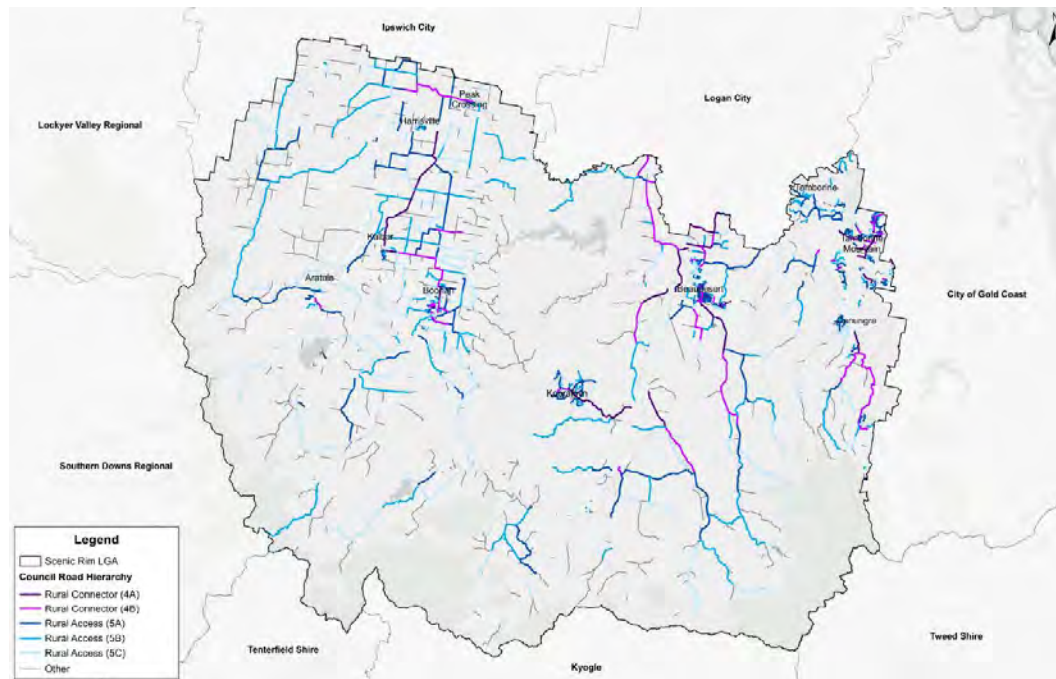 Ipswich City
N
Peak
Crossing
Harrisville
Logan City
Lockyer Valley Regional
Tamborine
Tamborine
Mountain
Kalbar
Aratula
Boonah
Beaudesert
City of Gold Coast
Canungra
Kooralbyn
Southern Downs Regional
Legend
Scenic Rim LGA
Council Road Hierarchy
Rural Connector (4A)
Rural Connector (4B)
Rural Access (5A)
Rural Access (5B)
Rural Access (5C)
Other
Tenterfield Shire
Kyogle
Tweed Shire